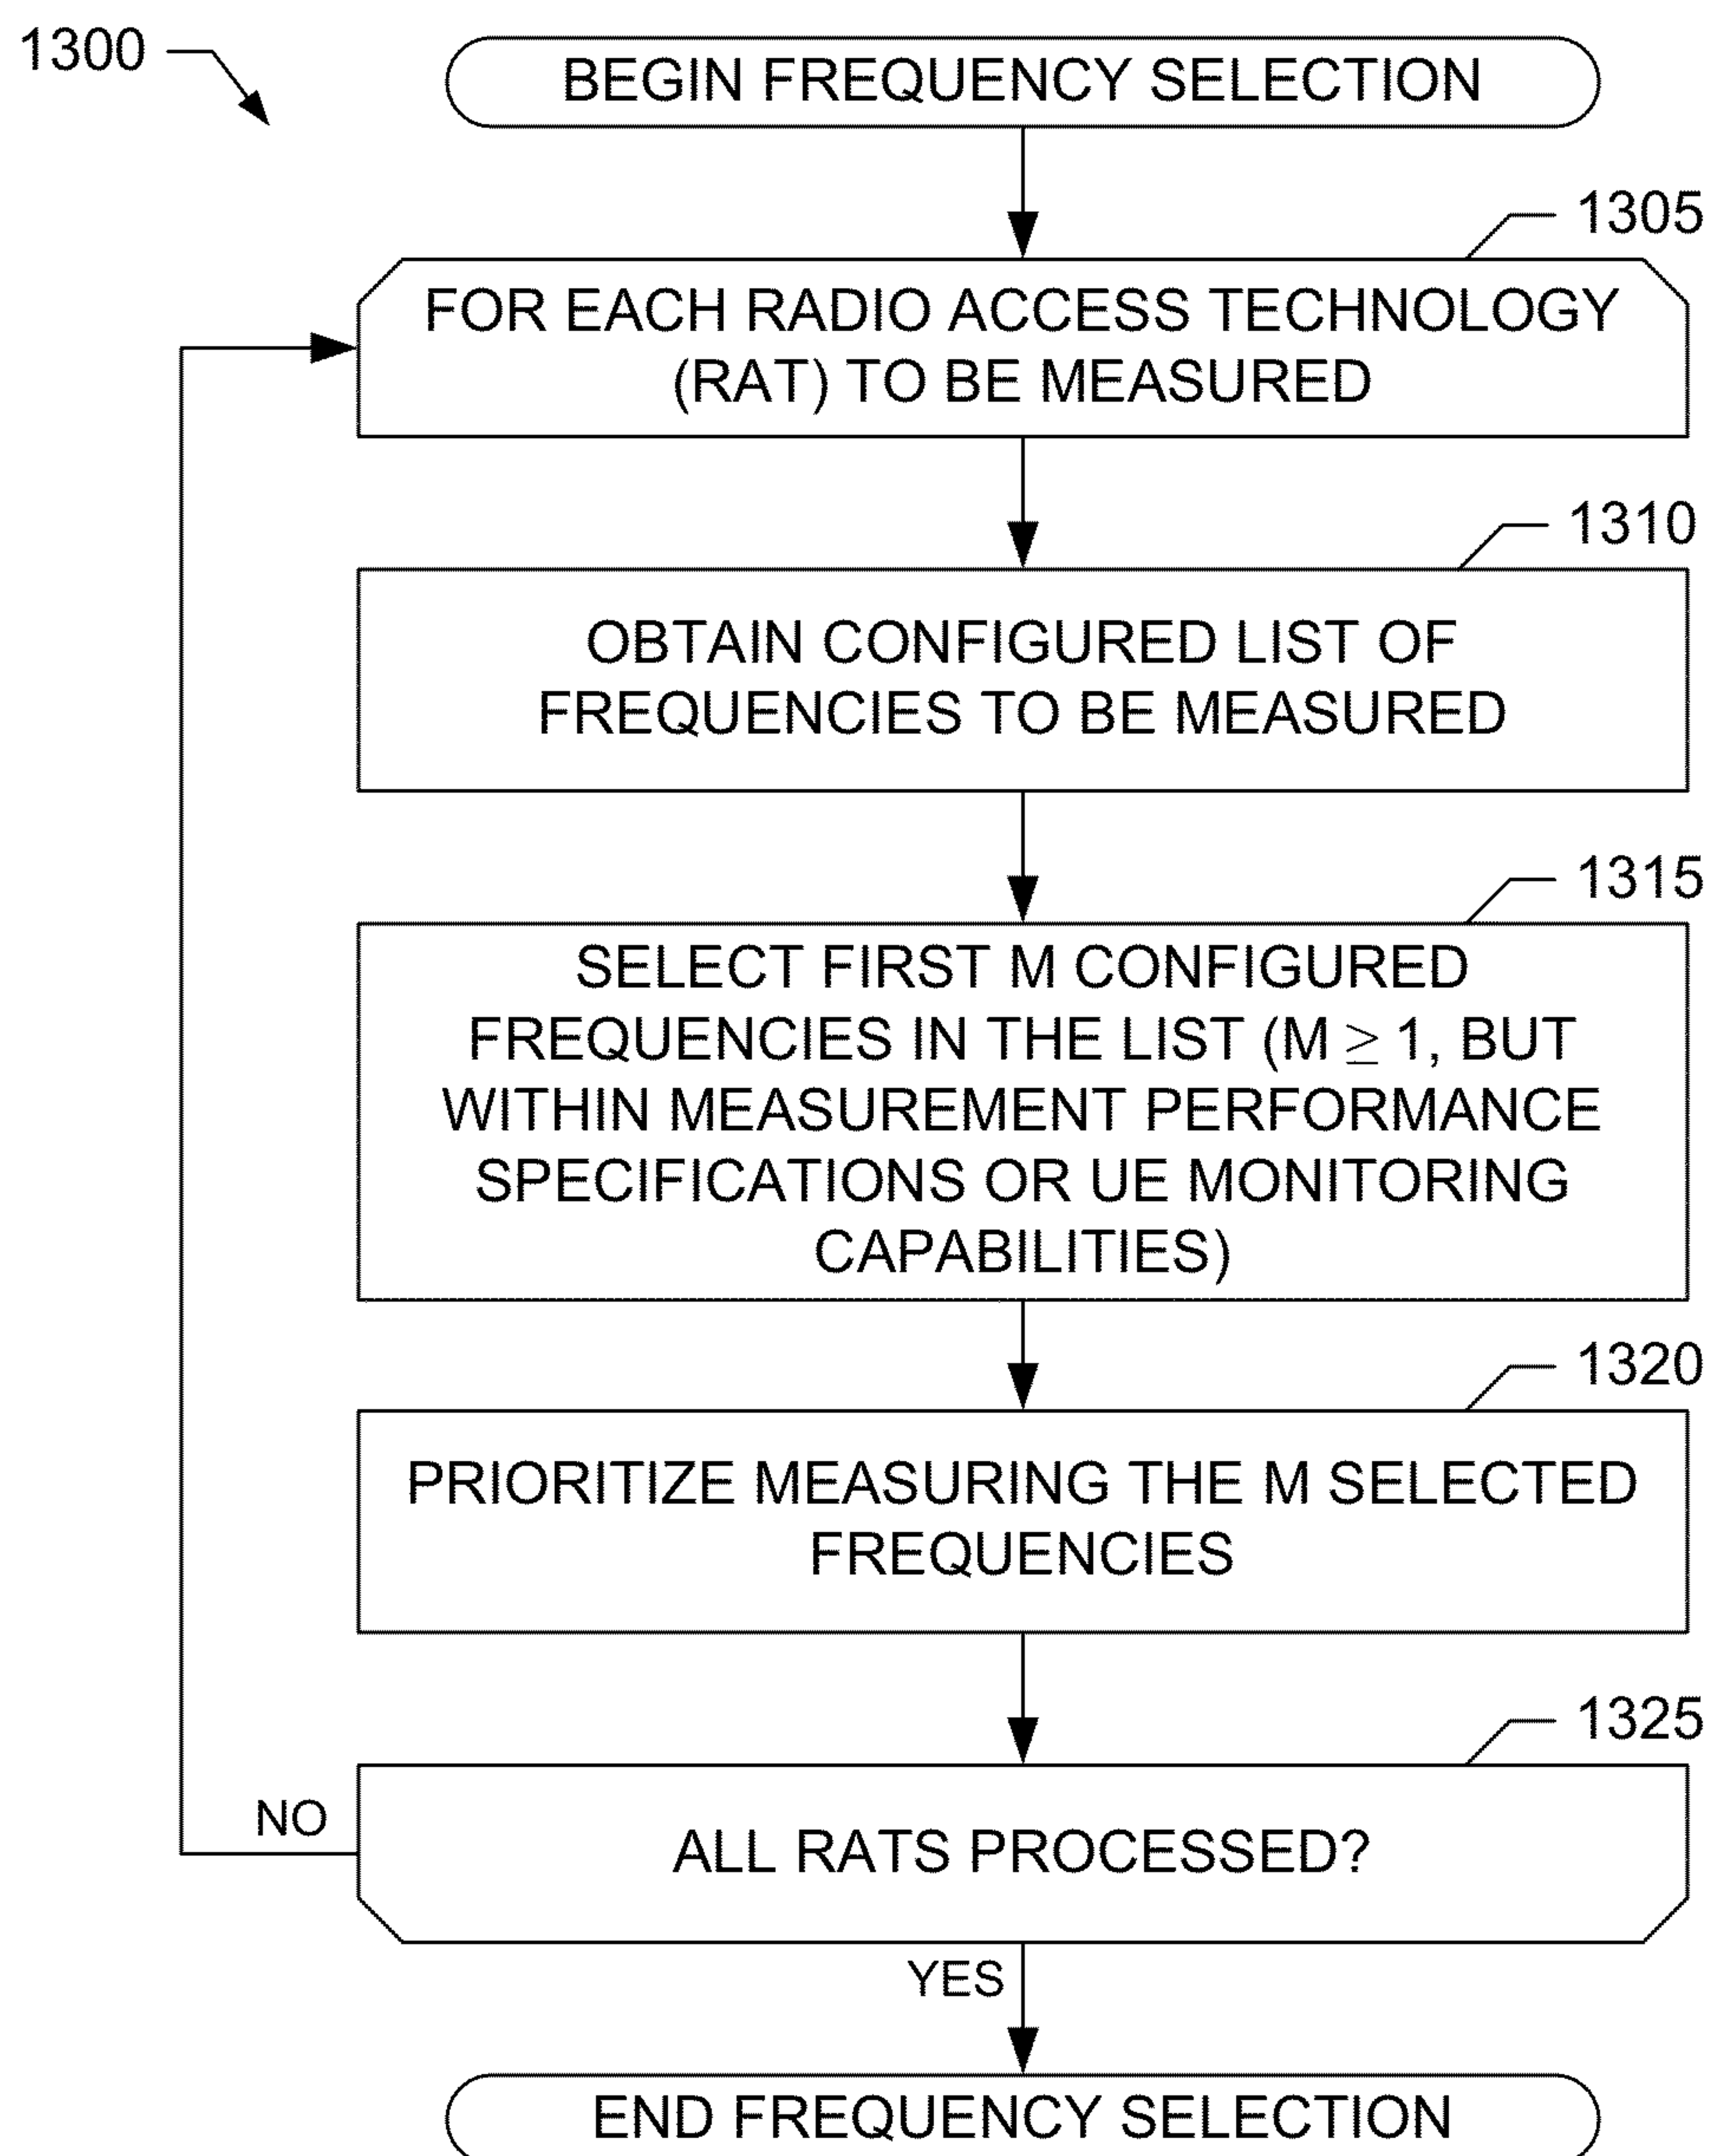 1300
BEGIN FREQUENCY SELECTION
1305
FOR EACH RADIO ACCESS TECHNOLOGY
(RAT) TO BE MEASURED
1310
OBTAIN CONFIGURED LIST OF
FREQUENCIES TO BE MEASURED
1315
SELECT FIRST M CONFIGURED
FREQUENCIES IN THE LIST (M ≥ 1, BUT
WITHIN MEASUREMENT PERFORMANCE
SPECIFICATIONS OR UE MONITORING
CAPABILITIES)
1320
PRIORITIZE MEASURING THE M SELECTED
FREQUENCIES
1325
NO
ALL RATS PROCESSED?
YES
END FREQUENCY SELECTION